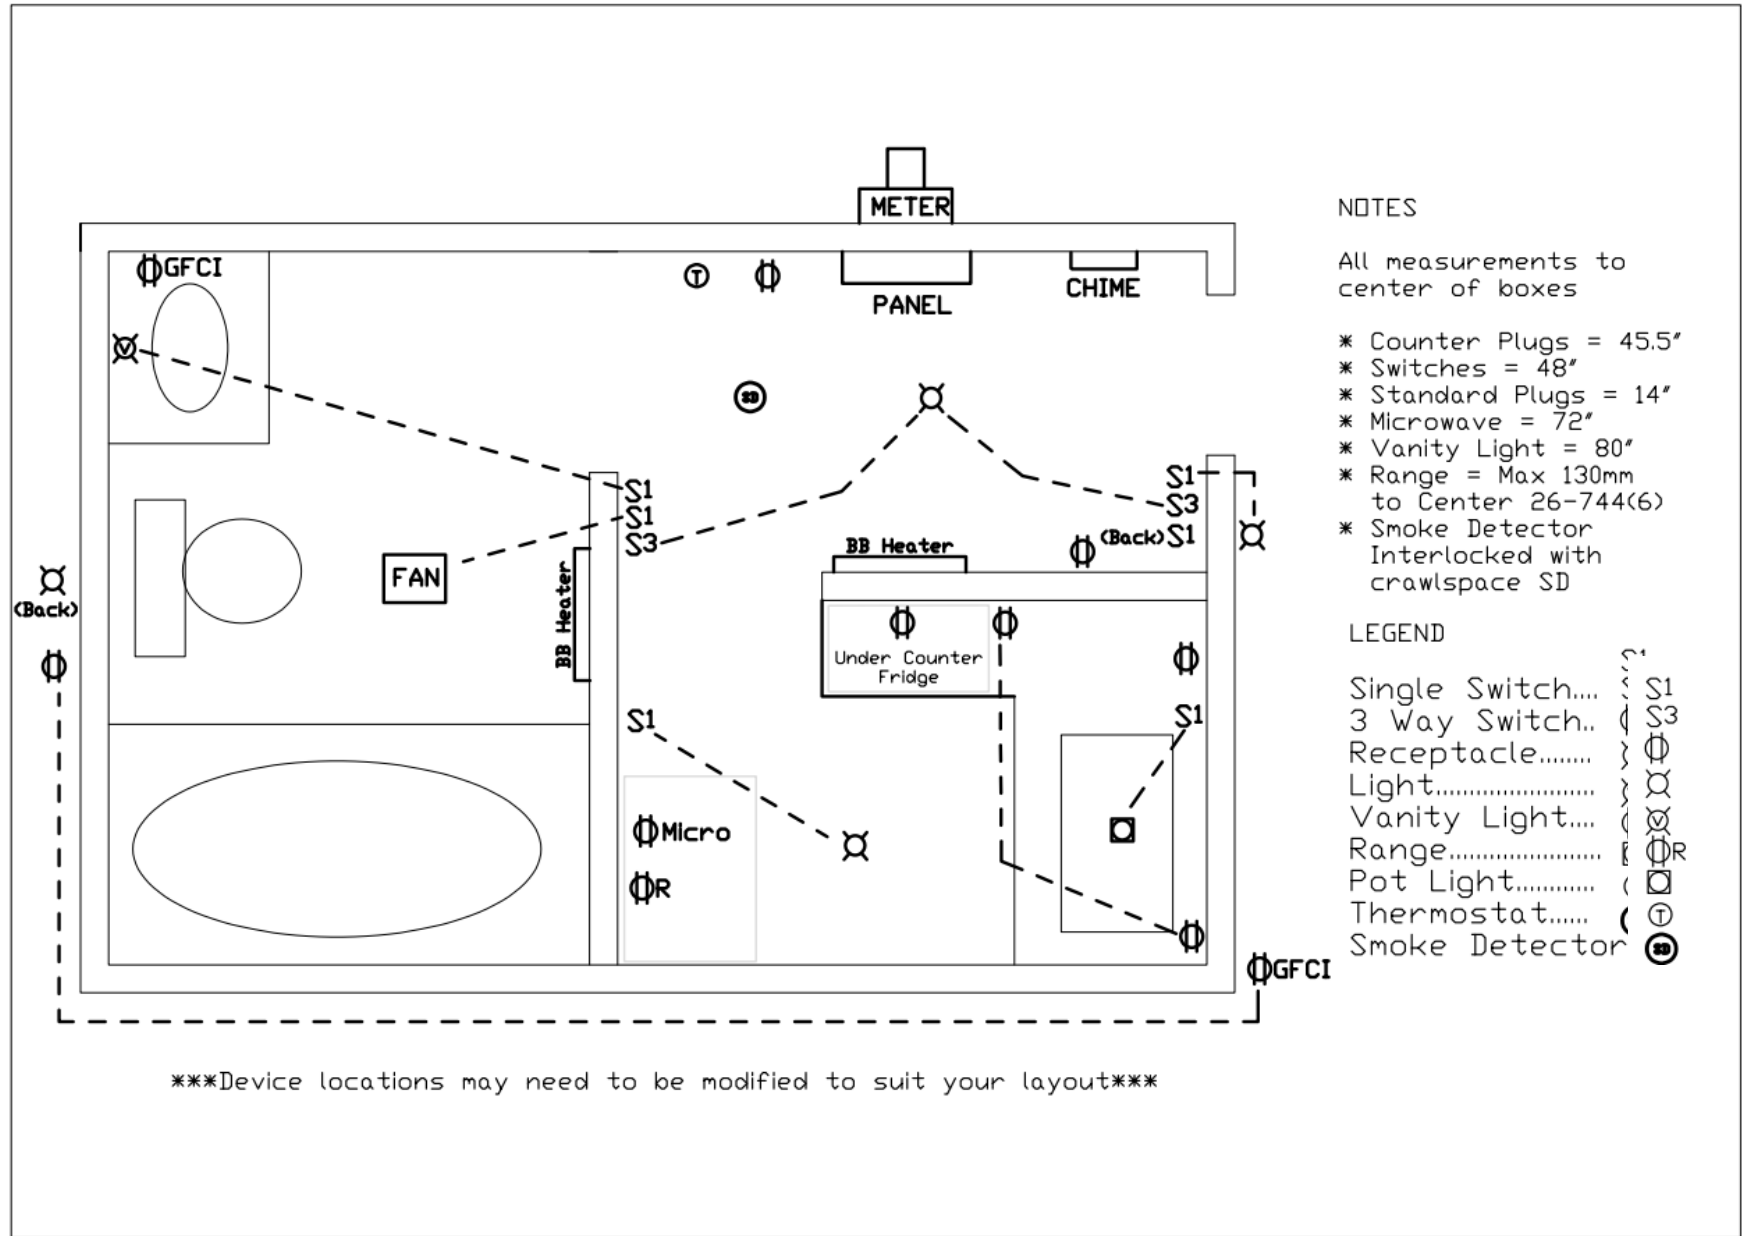 METER
GFCI
T
PANEL
CHIME
V
SD
S1
S1
S3
S1
S3
(Back) S1
BB Heater
FAN
BB Heater
(Back)
Under Counter
Fridge
S1
S1
Micro
R
GFCI
***Device locations may need to be modified to suit your layout***
NOTES
All measurements to
center of boxes
* Counter Plugs = 45.5"
* Switches = 48"
* Standard Plugs = 14"
* Microwave = 72"
* Vanity Light = 80"
* Range = Max 130mm
to Center 26-744(6)
* Smoke Detector
Interlocked with
crawlspace SD
LEGEND
Single Switch.... S1
3 Way Switch.. S3
Receptacle........
Light.........................
Vanity Light.... V
Range........................ R
Pot Light............
Thermostat...... T
Smoke Detector SD